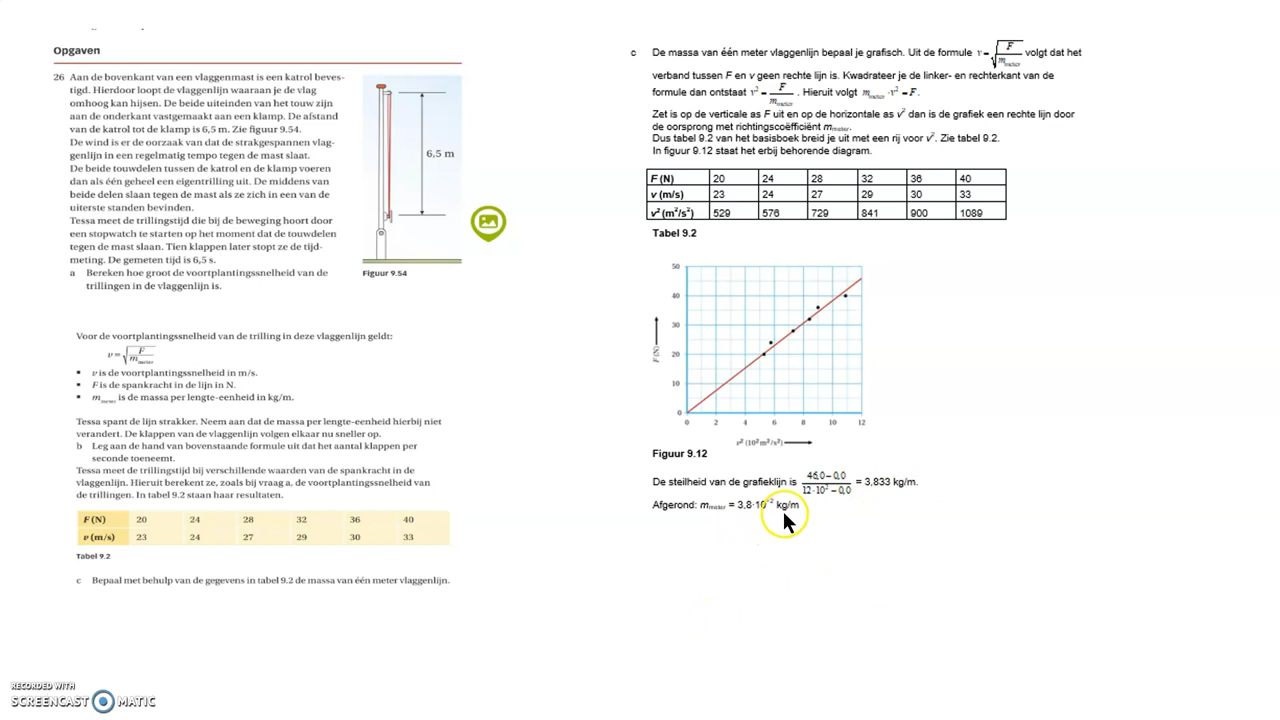 Opgaven
26 Aan de bovenkant van een vlaggenmast is een katrol beves-
tigd. Hierdoor loopt de vlaggenlijn waaraan je de vlag
omhoog kan hijsen. De beide uiteinden van het touw zijn
aan de onderkant vastgemaakt aan een klamp. De afstand
van de katrol tot de klamp is 6,5 m. Zie figuur 9.54.
De wind is er de oorzaak van dat de strakgespannen vlag-
genlijn in een regelmatig tempo tegen de mast slaat.
De beide touwdelen tussen de katrol en de klamp voeren
dan als één geheel een eigentrilling uit. De middens van
beide delen slaan tegen de mast als ze zich in een van de
uiterste standen bevinden.
Tessa meet de trillingstijd die bij de beweging hoort door
een stopwatch te starten op het moment dat de touwdelen
tegen de mast slaan. Tien klappen later stopt ze de tijd-
meting. De gemeten tijd is 6,5 s.
a Bereken hoe groot de voortplantingssnelheid van de
trillingen in de vlaggenlijn is.
6,5 m
Figuur 9.54
Voor de voortplantingssnelheid van de trilling in deze vlaggenlijn geldt:
v = √(F / m_meter)
▪ v is de voortplantingssnelheid in m/s.
▪ F is de spankracht in de lijn in N.
▪ m_meter is de massa per lengte-eenheid in kg/m.
Tessa spant de lijn strakker. Neem aan dat de massa per lengte-eenheid hierbij niet
verandert. De klappen van de vlaggenlijn volgen elkaar nu sneller op.
b Leg aan de hand van bovenstaande formule uit dat het aantal klappen per
seconde toeneemt.
Tessa meet de trillingstijd bij verschillende waarden van de spankracht in de
vlaggenlijn. Hieruit berekent ze, zoals bij vraag a, de voortplantingssnelheid van
de trillingen. In tabel 9.2 staan haar resultaten.
F (N) 20 24 28 32 36 40
v (m/s) 23 24 27 29 30 33
Tabel 9.2
c Bepaal met behulp van de gegevens in tabel 9.2 de massa van één meter vlaggenlijn.
c De massa van één meter vlaggenlijn bepaal je grafisch. Uit de formule v = √(F / m_meter) volgt dat het
verband tussen F en v geen rechte lijn is. Kwadrateer je de linker- en rechterkant van de
formule dan ontstaat v² = F / m_meter . Hieruit volgt m_meter · v² = F.
Zet is op de verticale as F uit en op de horizontale as v² dan is de grafiek een rechte lijn door
de oorsprong met richtingscoëfficiënt m_meter.
Dus tabel 9.2 van het basisboek breid je uit met een rij voor v². Zie tabel 9.2.
In figuur 9.12 staat het erbij behorende diagram.
F (N) 20 24 28 32 36 40
v (m/s) 23 24 27 29 30 33
v² (m²/s²) 529 576 729 841 900 1089
Tabel 9.2
50
40
30
20
10
0
F (N)
0 2 4 6 8 10 12
v² (10² m²/s²)
Figuur 9.12
De steilheid van de grafieklijn is (46,0 – 0,0) / (12·10² – 0,0) = 3,833 kg/m.
Afgerond: m_meter = 3,8·10⁻² kg/m
RECORDED WITH
SCREENCAST MATIC